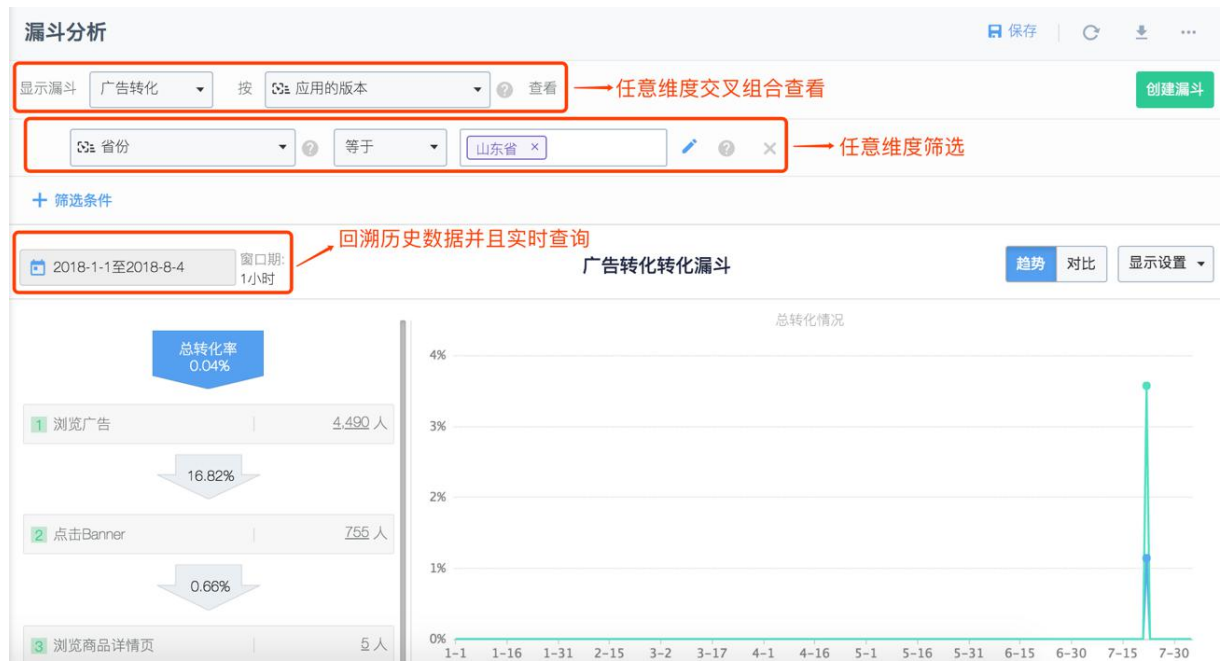 漏斗分析
保存
显示漏斗 广告转化 按 应用的版本 ? 查看 任意维度交叉组合查看 创建漏斗
省份 ? 等于 山东省 × ? × 任意维度筛选
+ 筛选条件
回溯历史数据并且实时查询
2018-1-1至2018-8-4 窗口期:
1小时
广告转化转化漏斗
趋势 对比 显示设置
总转化情况
总转化率
0.04%
1 浏览广告 4,490 人
16.82%
2 点击Banner 755 人
0.66%
3 浏览商品详情页 5 人
4%
3%
2%
1%
0%
1-1 1-16 1-31 2-15 3-2 3-17 4-1 4-16 5-1 5-16 5-31 6-15 6-30 7-15 7-30